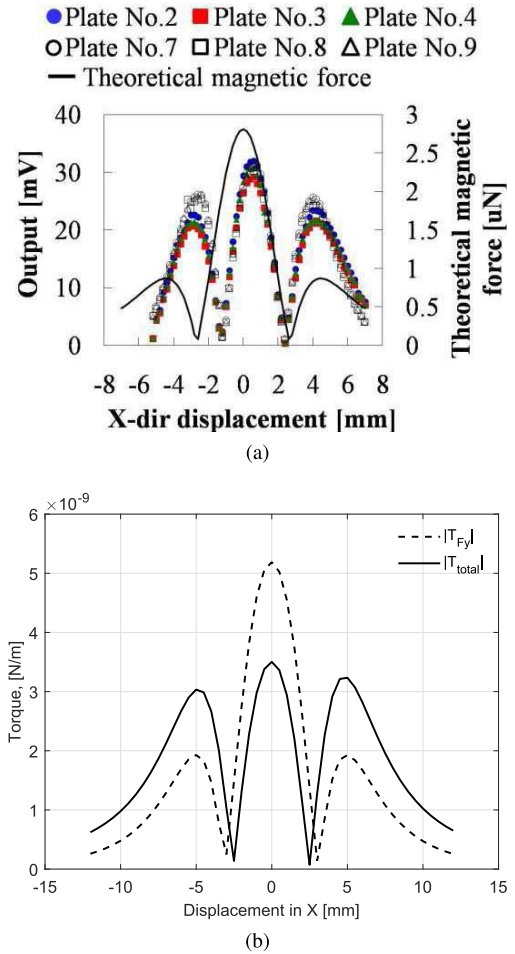 Plate No.2 Plate No.3 Plate No.4
Plate No.7 Plate No.8 Plate No.9
Theoretical magnetic force
40
30
20
10
0
Output [mV]
3
2.5
2
1.5
1
0.5
0
Theoretical magnetic
force [uN]
-8 -6 -4 -2 0 2 4 6 8
X-dir displacement [mm]
(a)
×10-9
6
5
4
3
2
1
0
Torque, [N/m]
|TFy|
|Ttotal|
-15 -10 -5 0 5 10 15
Displacement in X [mm]
(b)